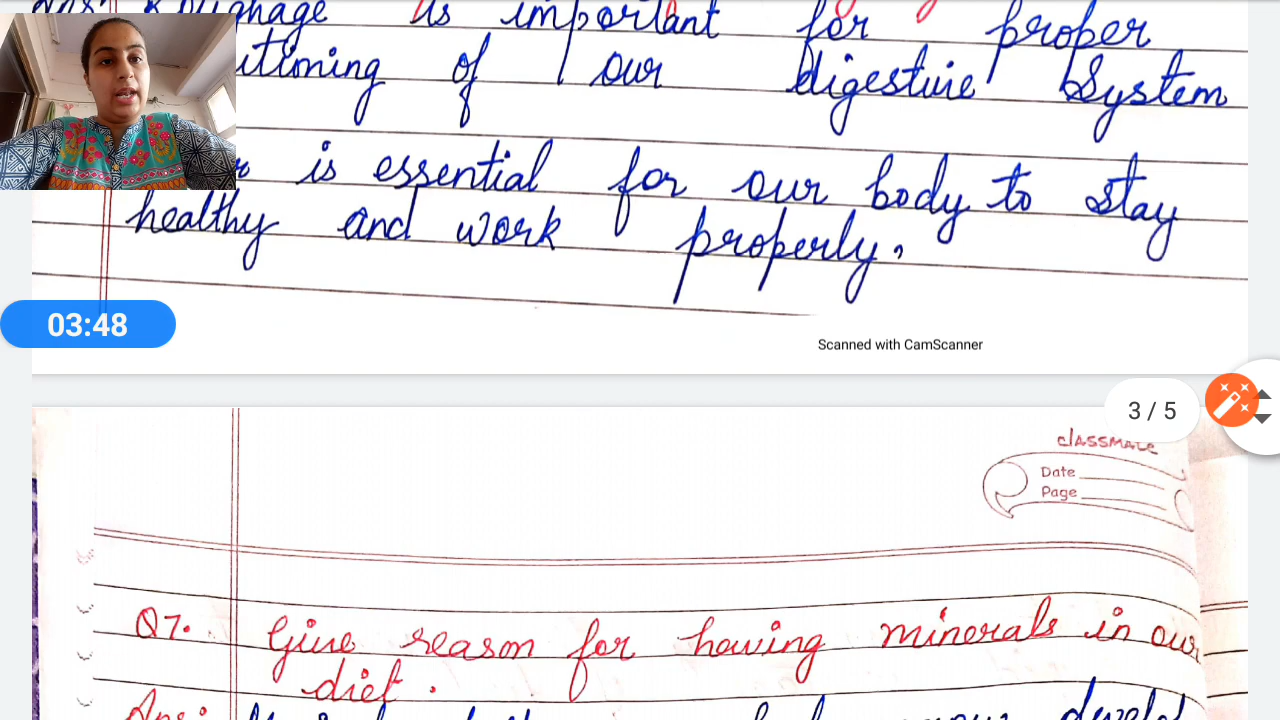 is important for proper
of our digestive System
is essential for our body to stay
healthy and work properly.
03:48
Scanned with CamScanner
3 / 5
classmate
Date
Page
Q7. Give reason for having minerals in our
diet.
Ans: